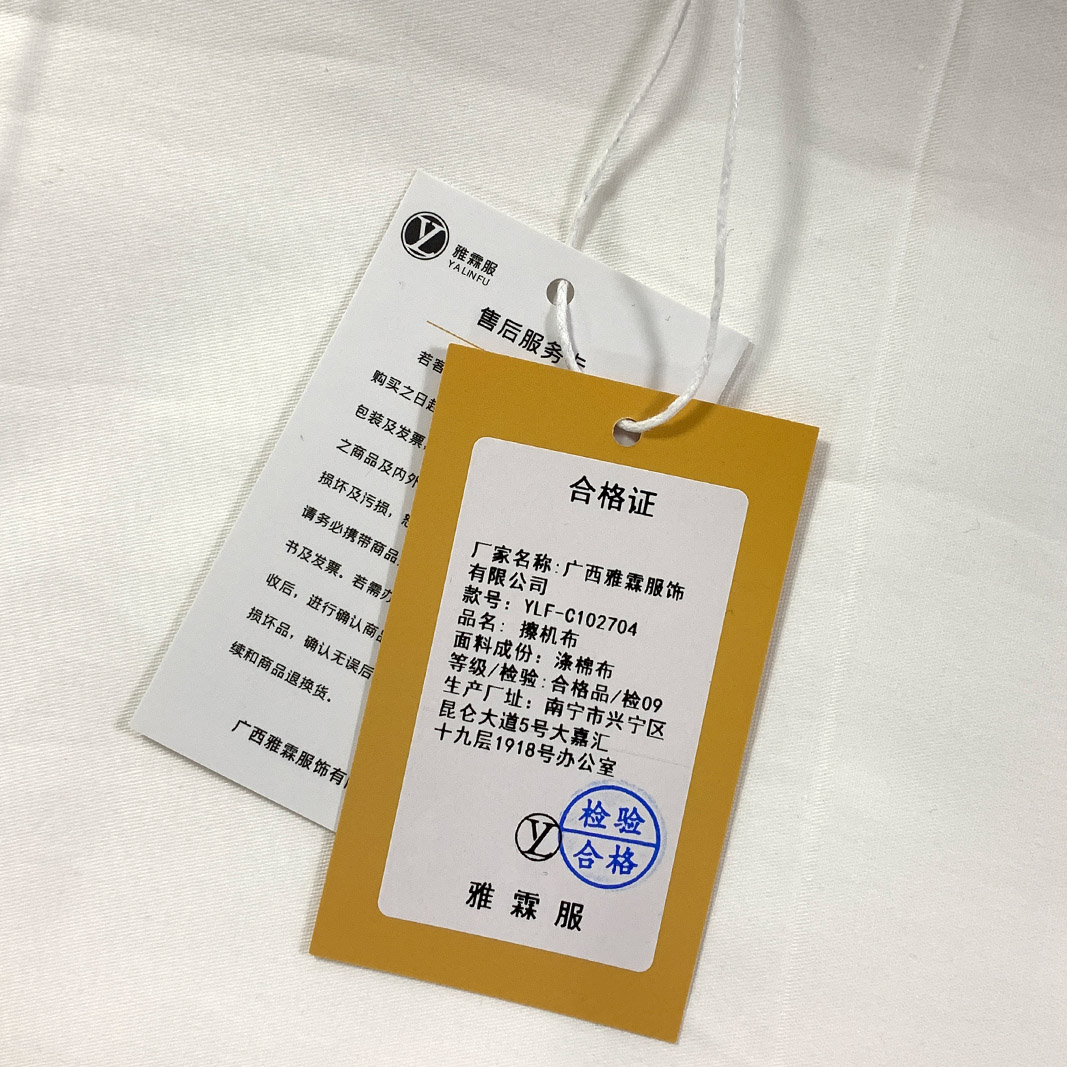 雅霖服
YALINFU
售后服务卡
若客
购买之日起
包装及发票,
之商品及内外
损坏及污损,
请务必携带商品
书及发票.若需办
收后,进行确认商品
损坏品,确认无误后
续和商品退换货.
广西雅霖服饰有限
合格证
厂家名称:广西雅霖服饰
有限公司
款号: YLF-C102704
品名: 擦机布
面料成份: 涤棉布
等级/检验:合格品/检09
生产厂址: 南宁市兴宁区
昆仑大道5号大嘉汇
十九层1918号办公室
检验
合格
雅霖服